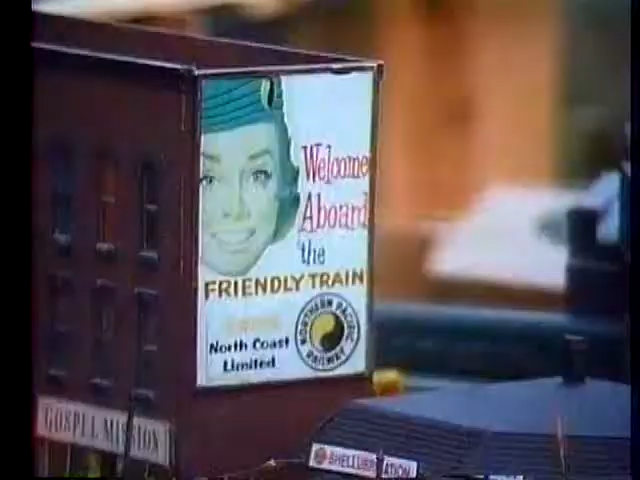 Welcome
Aboard
the
FRIENDLY TRAIN
North Coast
Limited
NORTHERN PACIFIC
RAILWAY
GOSPEL MISSION
SHELLUBRICATION